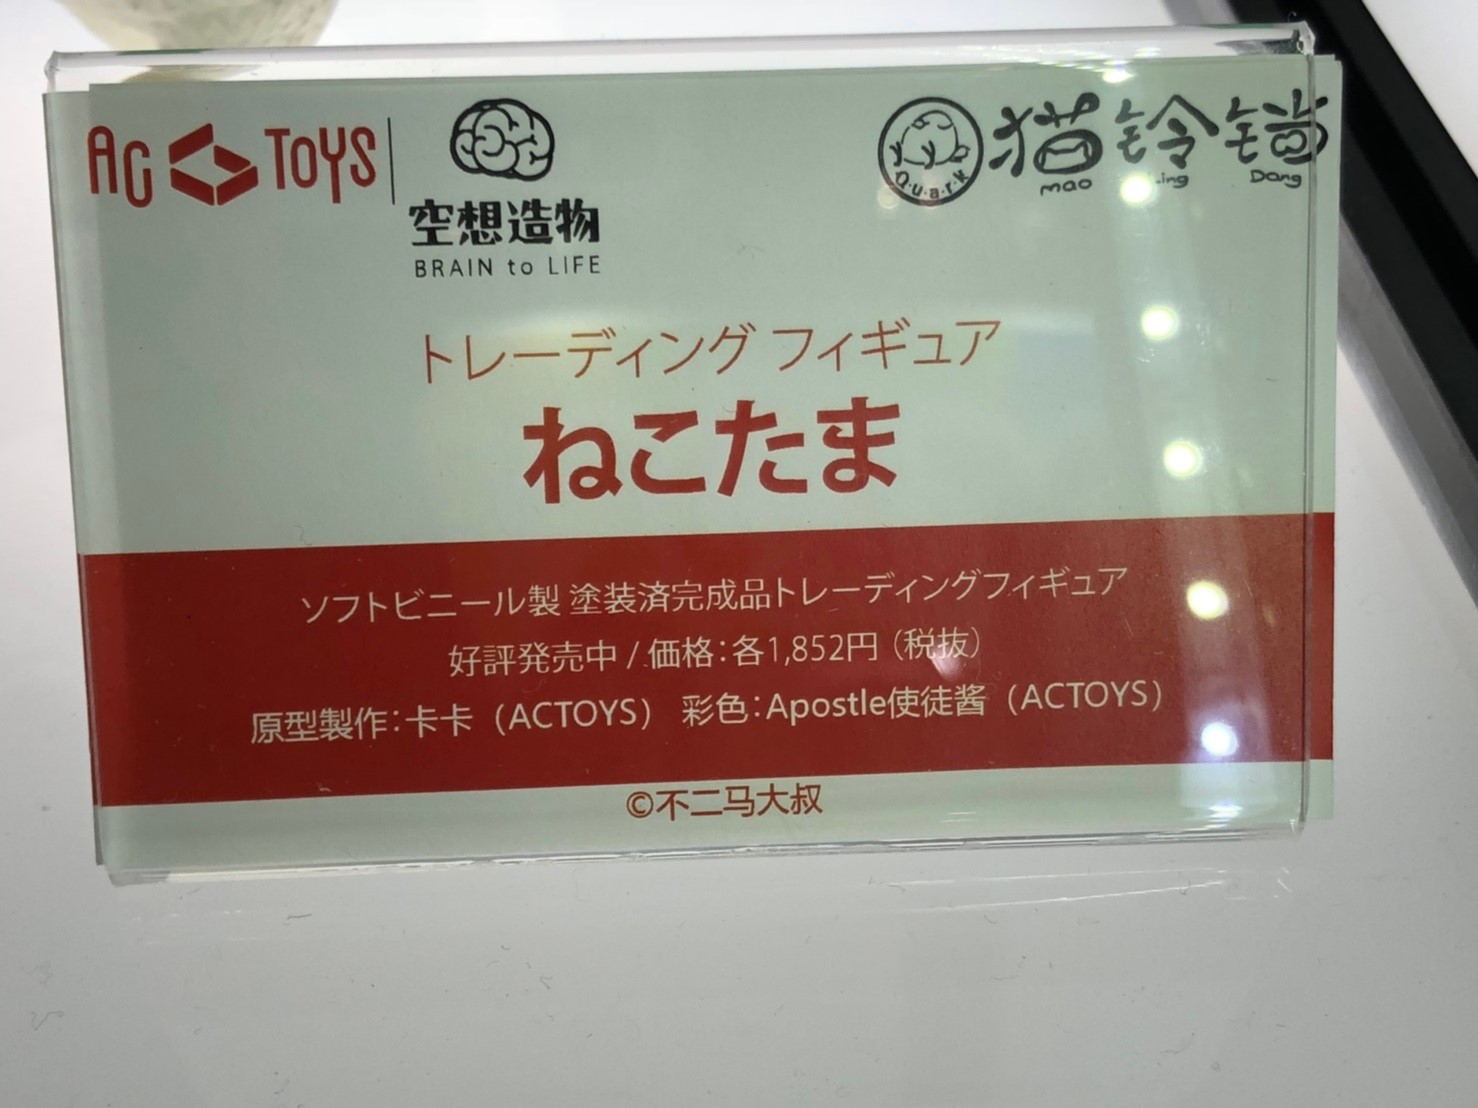 AC TOYS
空想造物
BRAIN to LIFE
Quark
猫铃铛
mao Ling Dang
トレーディング フィギュア
ねこたま
ソフトビニール製 塗装済完成品トレーディングフィギュア
好評発売中 / 価格：各1,852円（税抜）
原型製作：卡卡（ACTOYS） 彩色：Apostle使徒酱（ACTOYS）
©不二马大叔